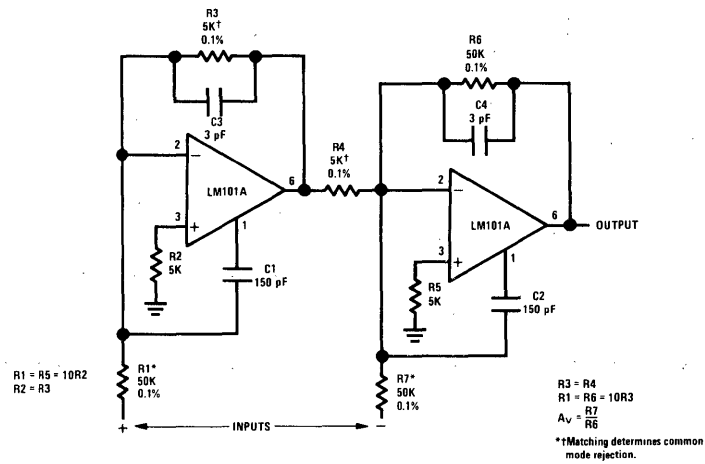 R3
5K†
0.1%
C3
3 pF
2
−
LM101A
6
3
+
1
R2
5K
C1
150 pF
R4
5K†
0.1%
R6
50K
0.1%
C4
3 pF
2
−
LM101A
6
OUTPUT
3
+
1
R5
5K
C2
150 pF
R1 = R5 = 10R2
R2 = R3
R1*
50K
0.1%
+
INPUTS
−
R7*
50K
0.1%
R3 = R4
R1 = R6 = 10R3
AV = R7
R6
*†Matching determines common
mode rejection.